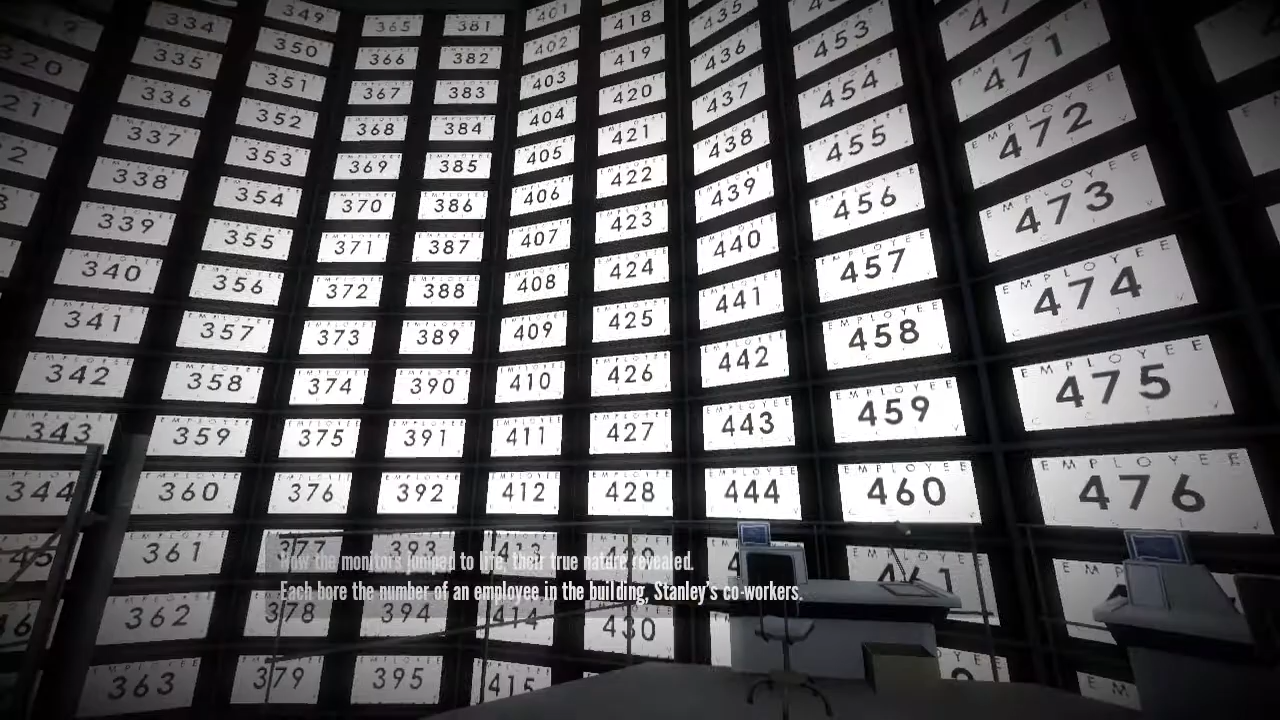 349 401 418 435
334 350 365 381 402 419 436 453 471
335 351 366 382 403 420 437 454 472
336 352 367 383 404 421 438 455 473
337 353 368 384 405 422 439 456 474
338 354 369 385 406 423 440 457 475
339 355 370 386 407 424 441 458 476
340 356 371 387 408 425 442 459
341 357 372 388 409 426 443 460
342 358 373 389 410 427 444 461
343 359 374 390 411 428
344 360 375 391 412
361 376 392 413
362 377 393 414 430
363 378 394 415
379 395
EMPLOYEE EMPLOYEE EMPLOYEE EMPLOYEE
Now the monitors jumped to life, their true nature revealed.
Each bore the number of an employee in the building, Stanley's co-workers.